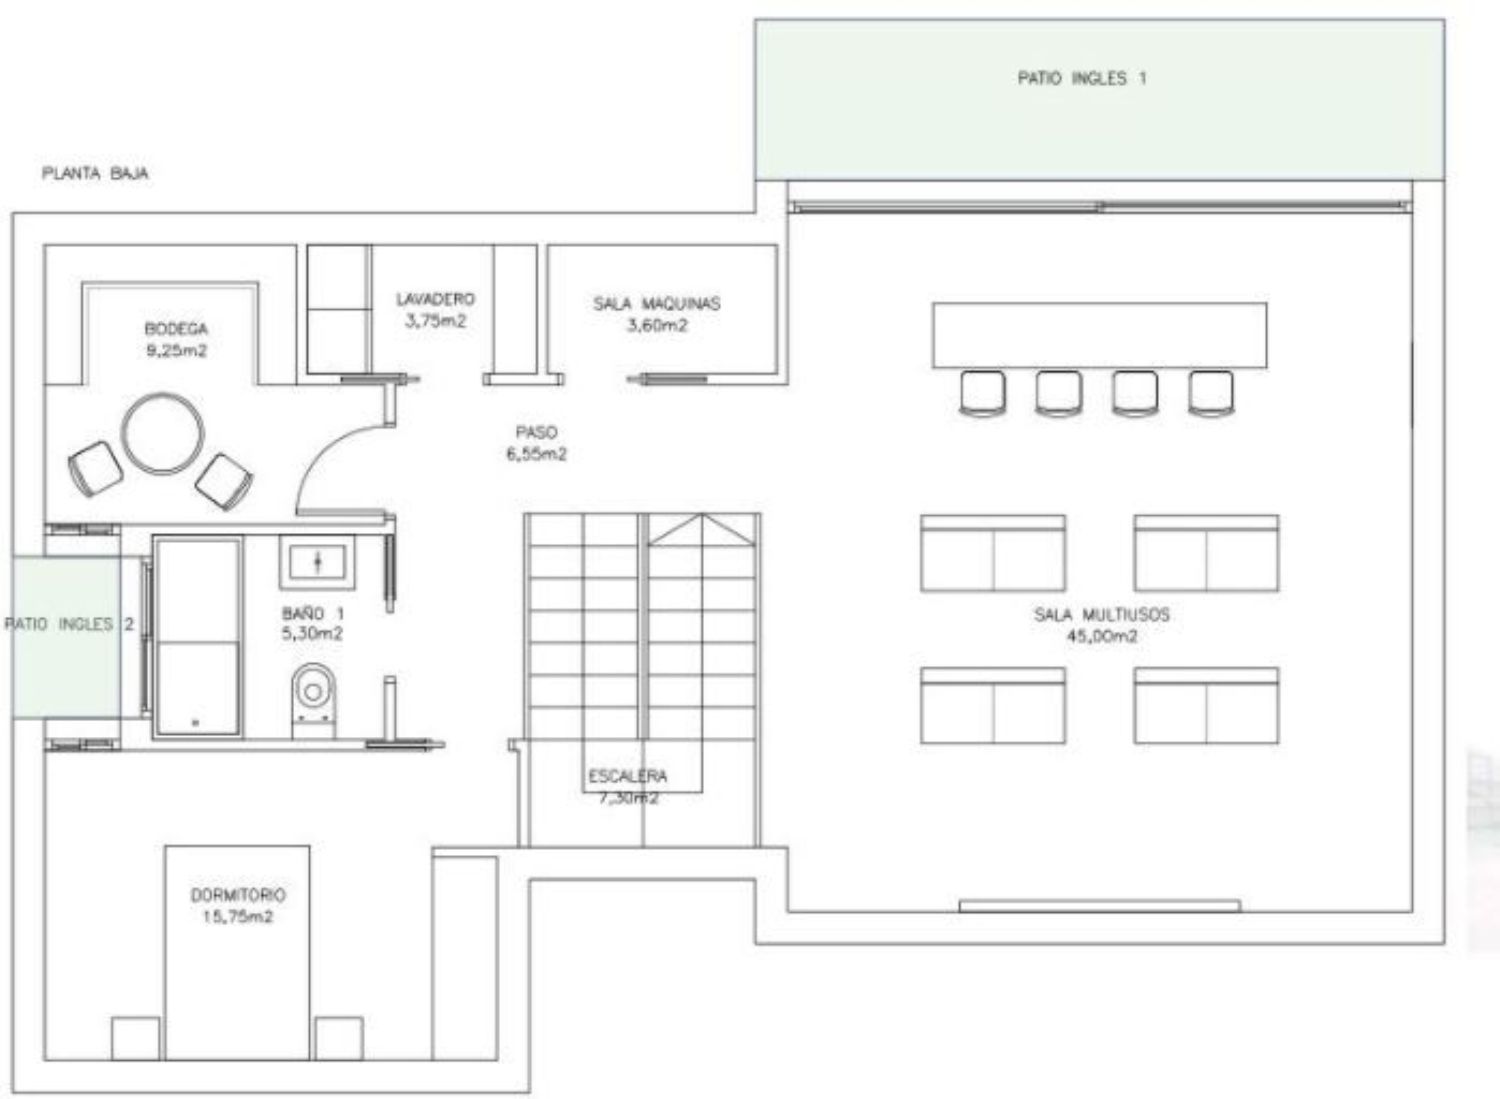 PATIO INGLES 1
PLANTA BAJA
LAVADERO
3,75m2
SALA MAQUINAS
3,60m2
BODEGA
9,25m2
PASO
6,55m2
PATIO INGLES 2
BAÑO 1
5,30m2
SALA MULTIUSOS
45,00m2
ESCALERA
7,30m2
DORMITORIO
15,75m2